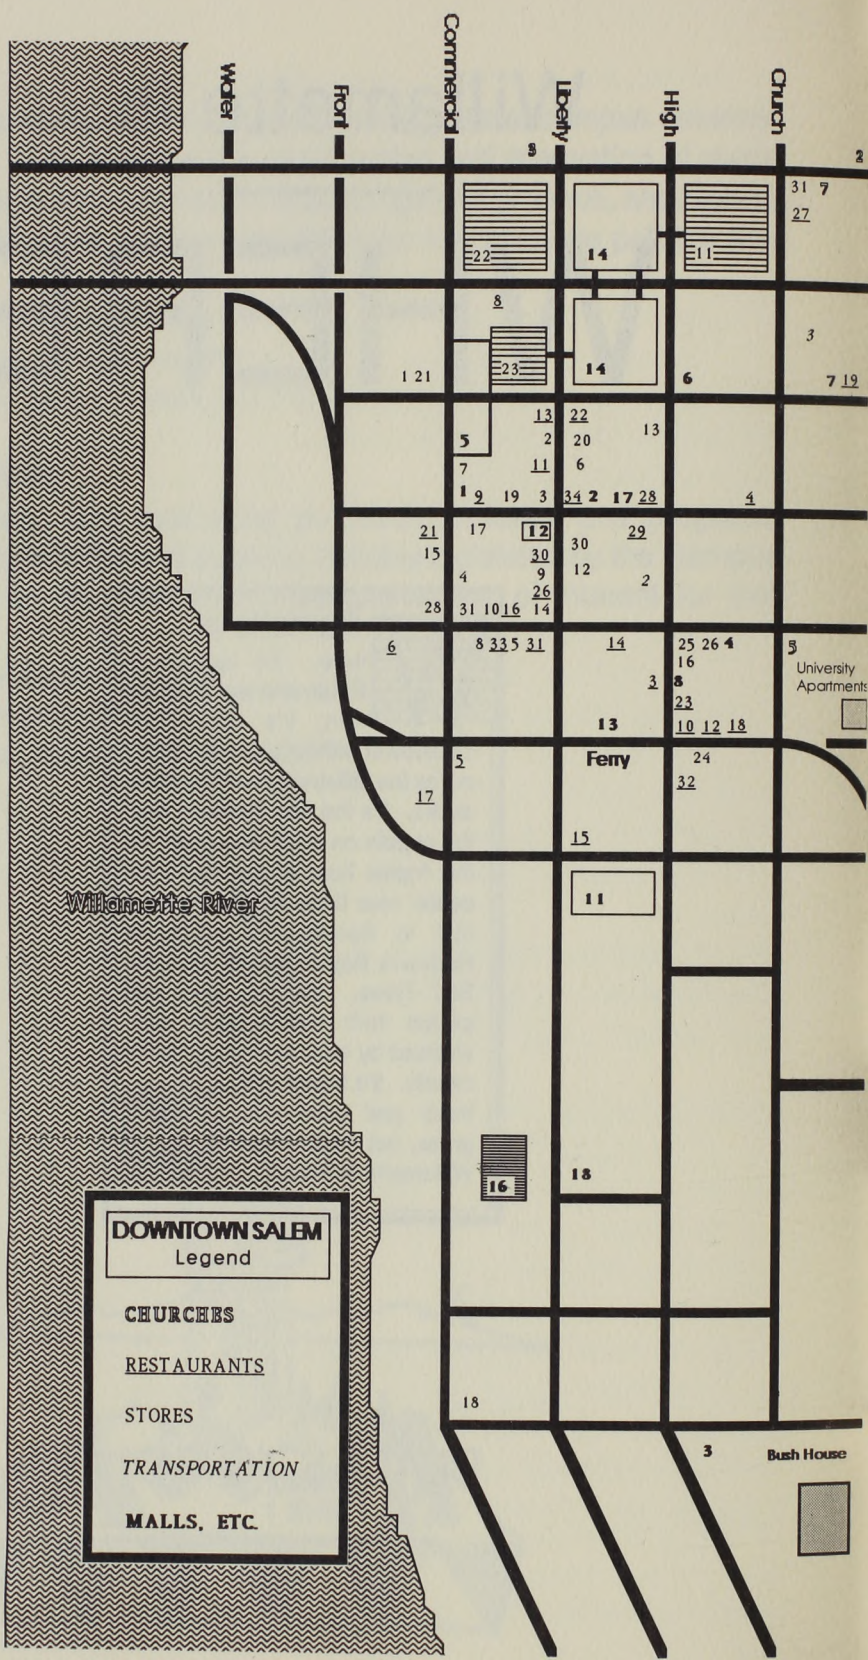 Water
Front
Commercial
Liberty
High
Church
3
2
31 7
27
22
14
11
8
3
23
14
1 21
6
7 19
13 22
13
5
2 20
7
11 6
1 9 19 3 34 2 17 28
4
21 17 12
29
15
30
30
4
9 12
2
26
28 31 10 16 14
6
8 33 5 31
14
25 26 4
5
16
University
Apartments
3 8
23
13
10 12 18
5
Ferry
24
17
32
15
11
Willamette River
16
18
DOWNTOWN SALEM
Legend
CHURCHES
RESTAURANTS
STORES
TRANSPORTATION
MALLS, ETC.
18
3
Bush House